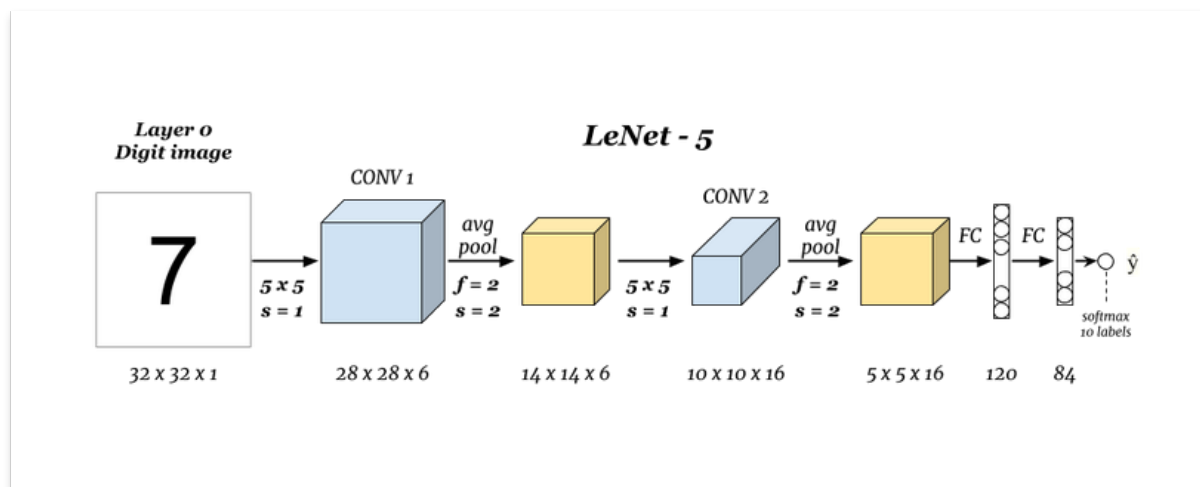 Layer 0
Digit image
LeNet - 5
7
CONV 1
CONV 2
avg
pool
avg
pool
FC
FC
5 x 5
s = 1
f = 2
s = 2
5 x 5
s = 1
f = 2
s = 2
ŷ
softmax
10 labels
32 x 32 x 1
28 x 28 x 6
14 x 14 x 6
10 x 10 x 16
5 x 5 x 16
120
84